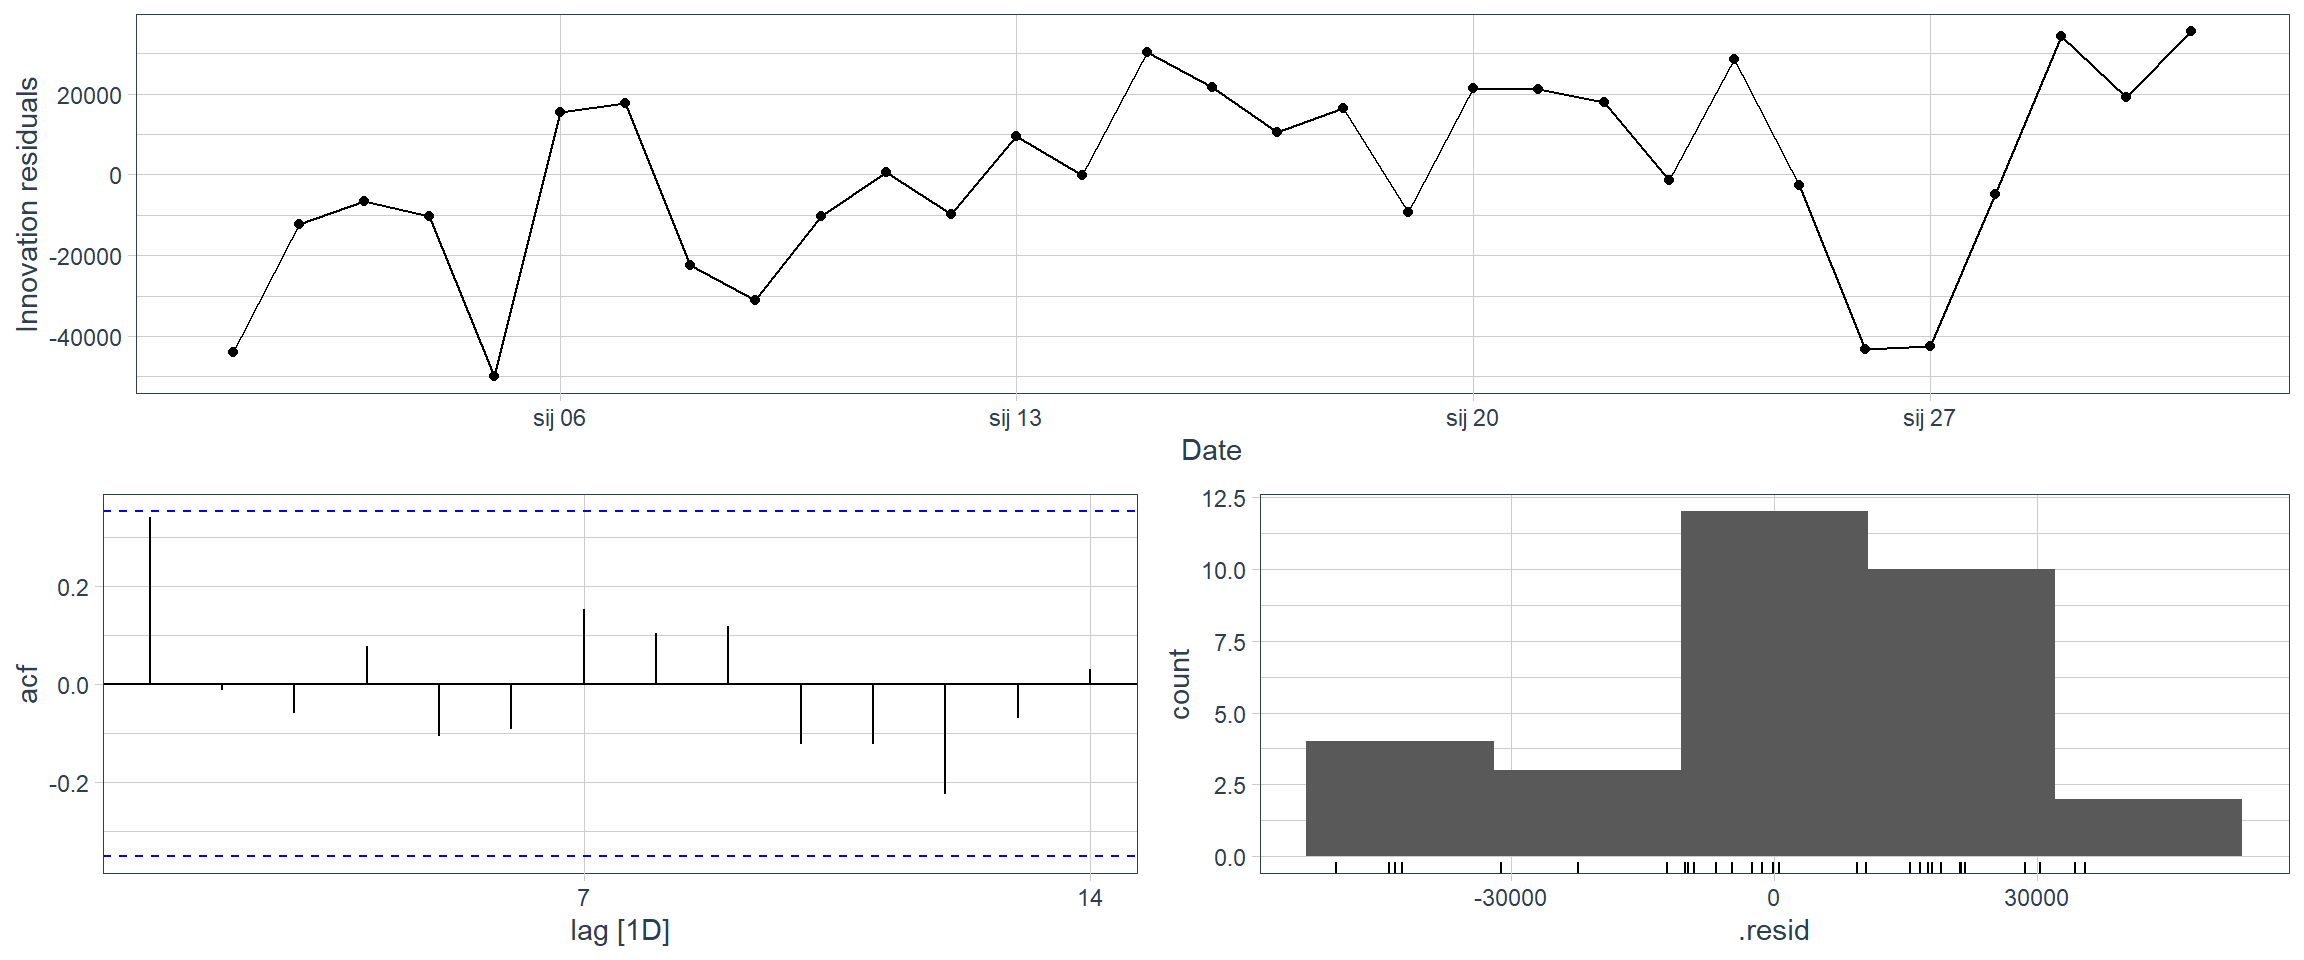 Innovation residuals
20000
0
-20000
-40000
sij 06
sij 13
sij 20
sij 27
Date
acf
0.2
0.0
-0.2
7
14
lag [1D]
count
12.5
10.0
7.5
5.0
2.5
0.0
-30000
0
30000
.resid